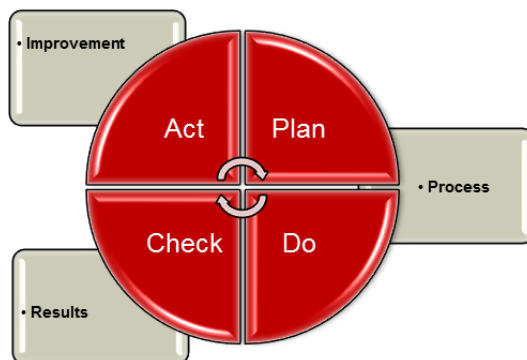 • Improvement
Act
Plan
• Process
Check
Do
• Results